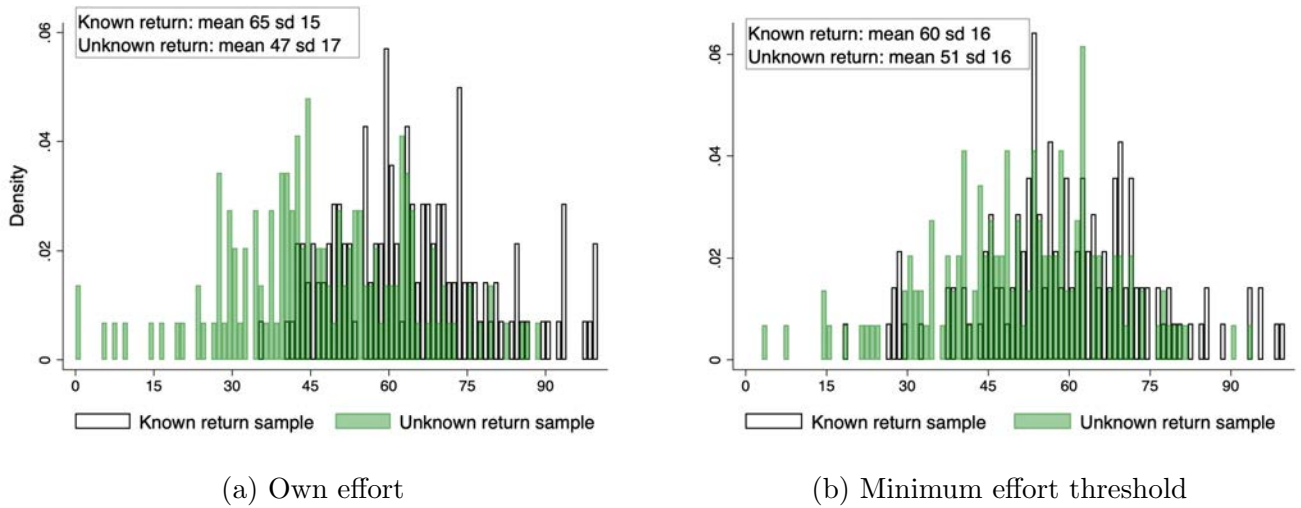 Known return: mean 65 sd 15
Unknown return: mean 47 sd 17
Density
.06
.04
.02
0
0 15 30 45 60 75 90
Known return sample Unknown return sample
(a) Own effort
Known return: mean 60 sd 16
Unknown return: mean 51 sd 16
.06
.04
.02
0
0 15 30 45 60 75 90
Known return sample Unknown return sample
(b) Minimum effort threshold